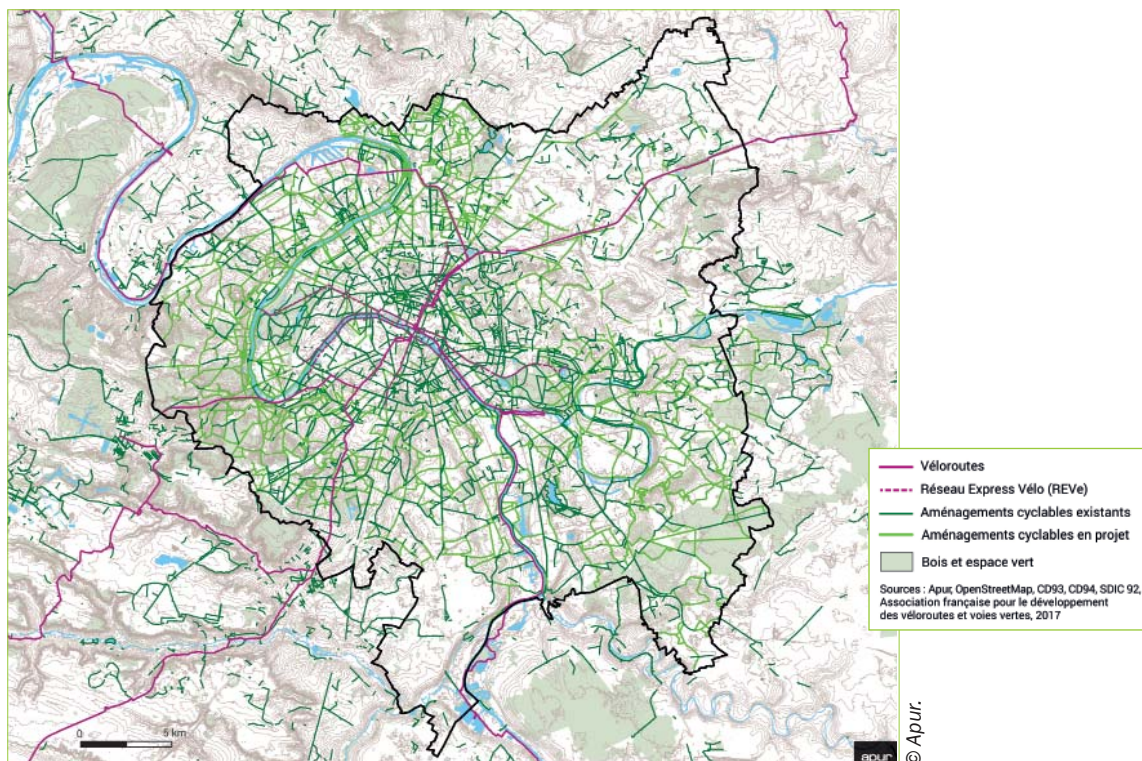 Véloroutes
Réseau Express Vélo (REVe)
Aménagements cyclables existants
Aménagements cyclables en projet
Bois et espace vert
Sources : Apur, OpenStreetMap, CD93, CD94, SDIC 92,
Association française pour le développement
des véloroutes et voies vertes, 2017
0 5 km
apur
© Apur.